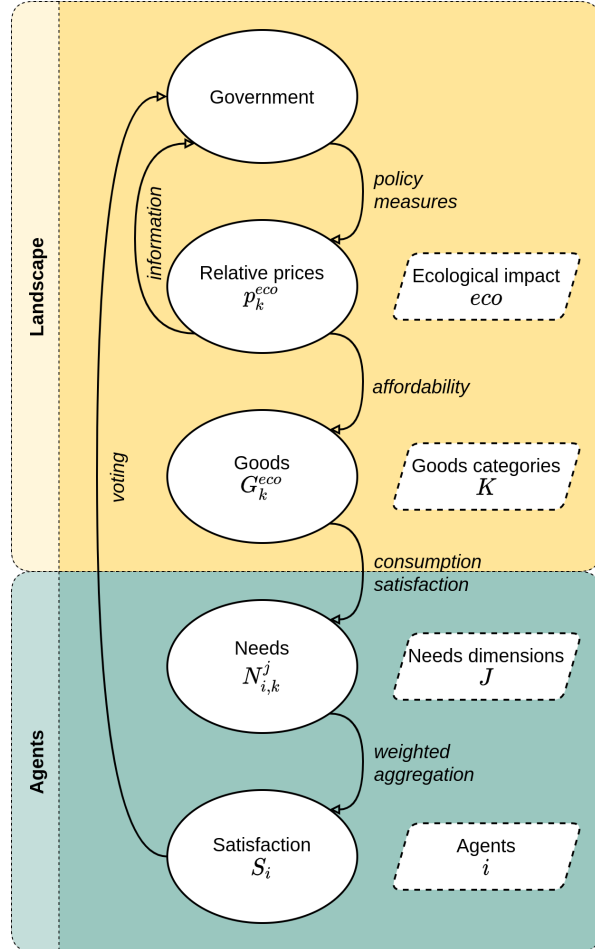 Landscape
Government
policy
measures
information
Relative prices
p_k^{eco}
Ecological impact
eco
affordability
voting
Goods
G_k^{eco}
Goods categories
K
consumption
satisfaction
Agents
Needs
N_{i,k}^j
Needs dimensions
J
weighted
aggregation
Satisfaction
S_i
Agents
i